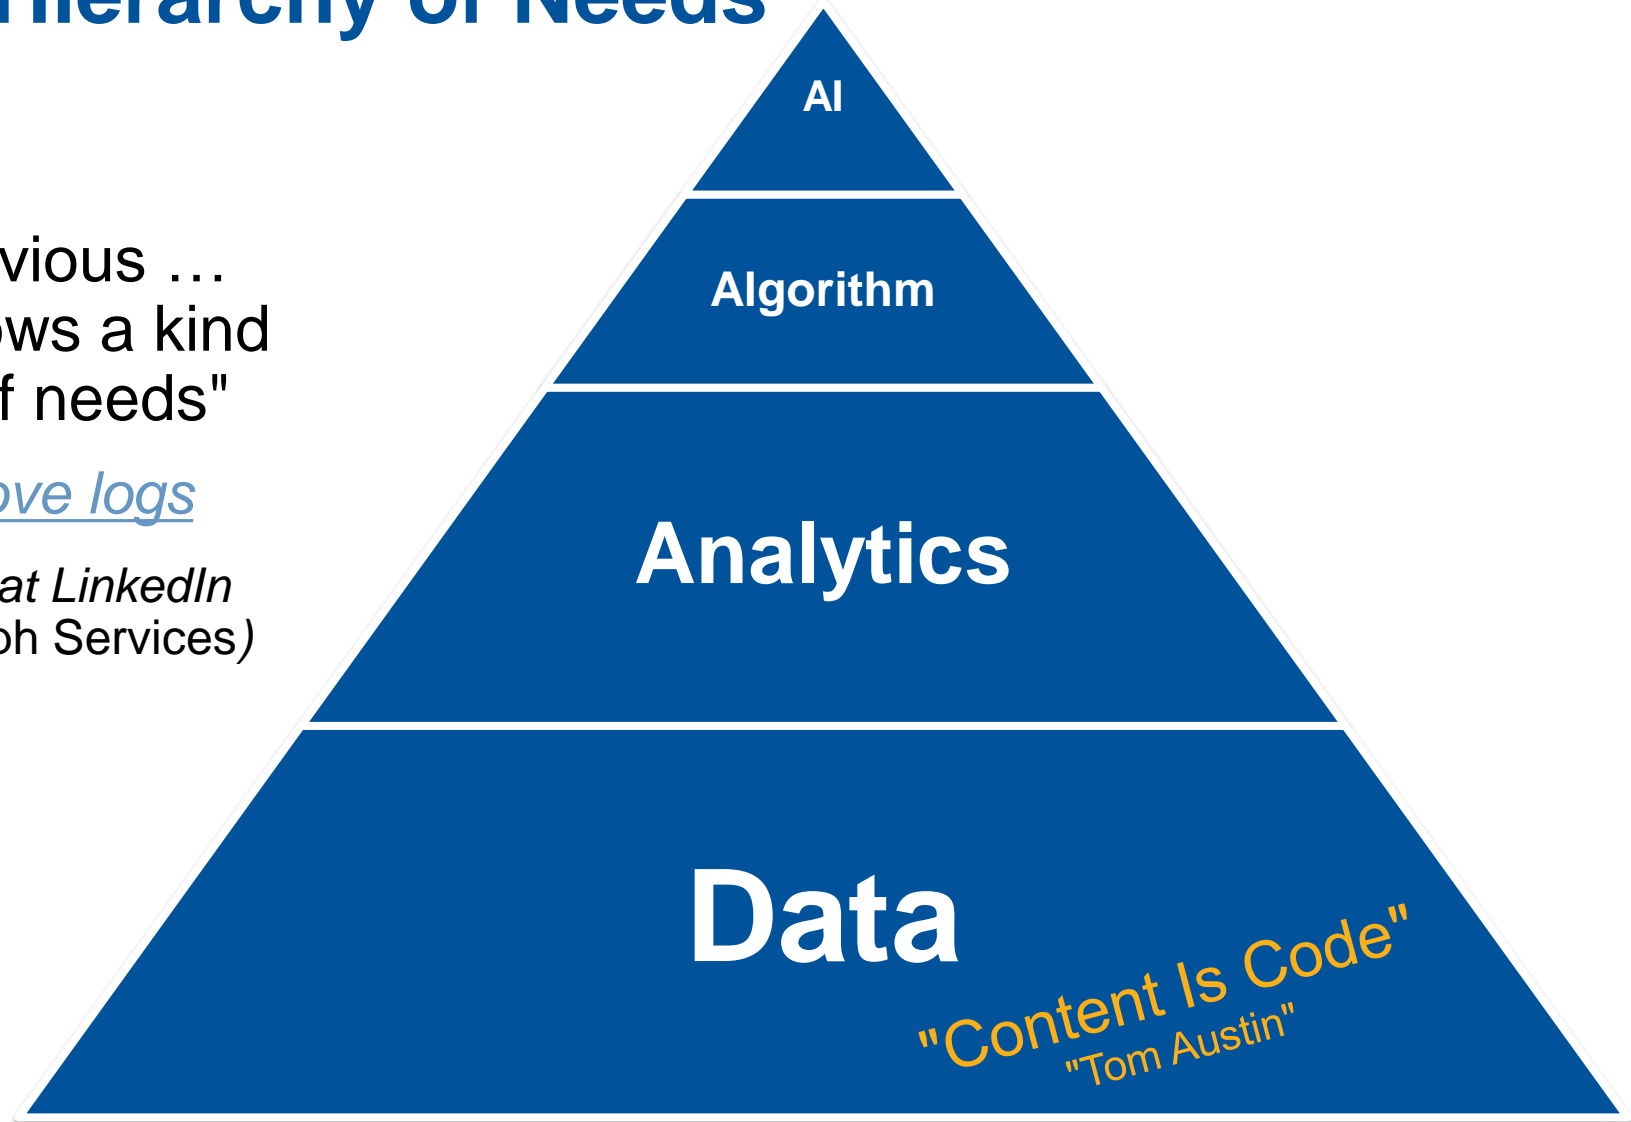 Hierarchy of Needs
AI
vious …
ows a kind
Algorithm
f needs"
ove logs
Analytics
at LinkedIn
ph Services)
Data
"Content Is Code"
"Tom Austin"